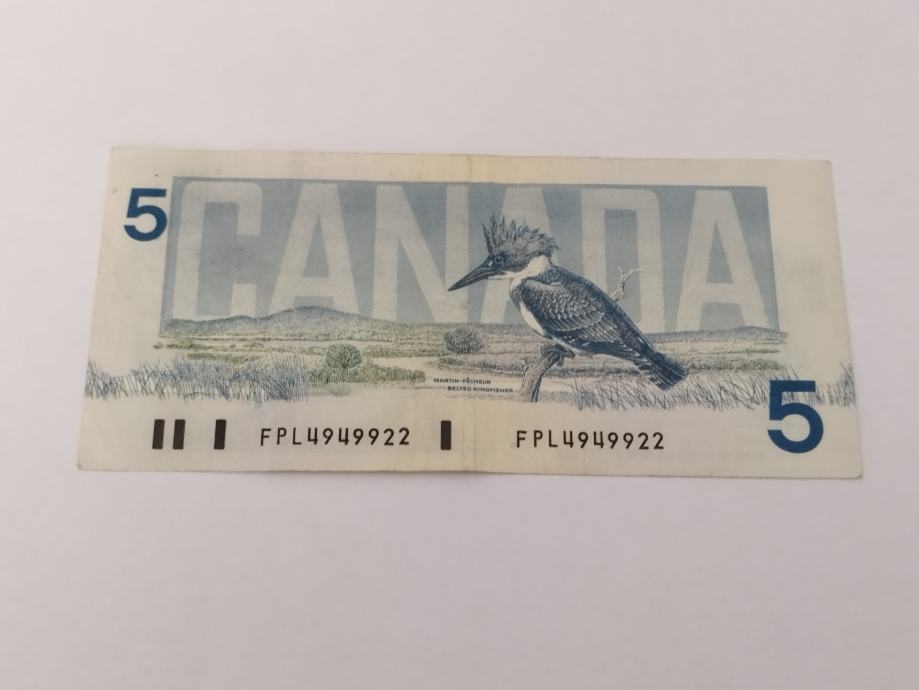 5
CANADA
MARTIN-PÊCHEUR
BELTED KINGFISHER
5
FPL4949922
FPL4949922